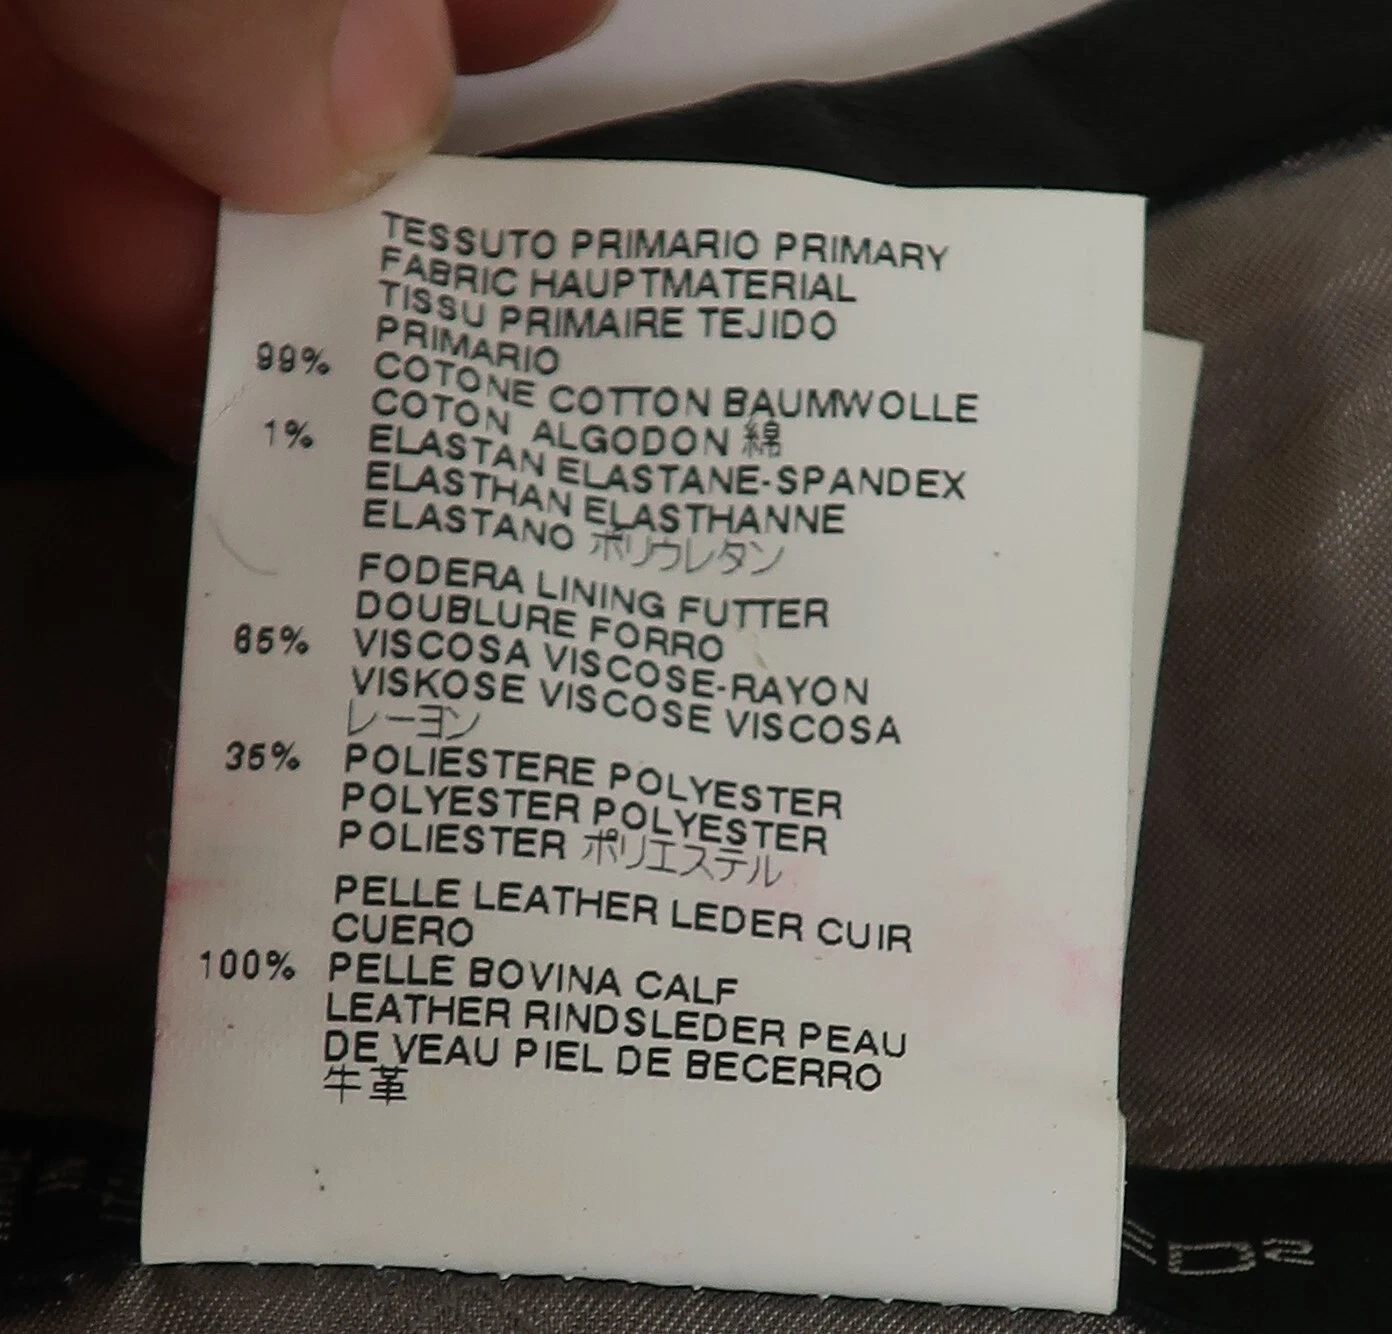 TESSUTO PRIMARIO PRIMARY
FABRIC HAUPTMATERIAL
TISSU PRIMAIRE TEJIDO
PRIMARIO
99% COTONE COTTON BAUMWOLLE
COTON ALGODON 綿
1% ELASTAN ELASTANE-SPANDEX
ELASTHAN ELASTHANNE
ELASTANO ポリウレタン
FODERA LINING FUTTER
DOUBLURE FORRO
65% VISCOSA VISCOSE-RAYON
VISKOSE VISCOSE VISCOSA
レーヨン
35% POLIESTERE POLYESTER
POLYESTER POLYESTER
POLIESTER ポリエステル
PELLE LEATHER LEDER CUIR
CUERO
100% PELLE BOVINA CALF
LEATHER RINDSLEDER PEAU
DE VEAU PIEL DE BECERRO
牛革